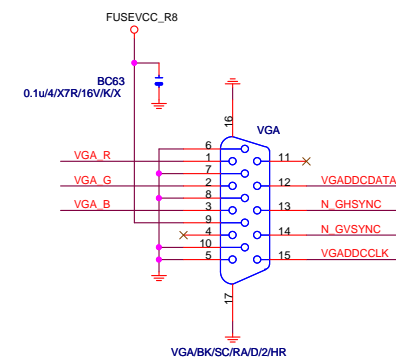 FUSEVCC_R8
BC63
0.1u/4/X7R/16V/K/X
16
VGA
6
VGA_R 1 11
7
VGA_G 2 12 VGADDCDATA
8
VGA_B 3 13 N_GHSYNC
9
4 14 N_GVSYNC
10
5 15 VGADDCCLK
17
VGA/BK/SC/RA/D/2/HR